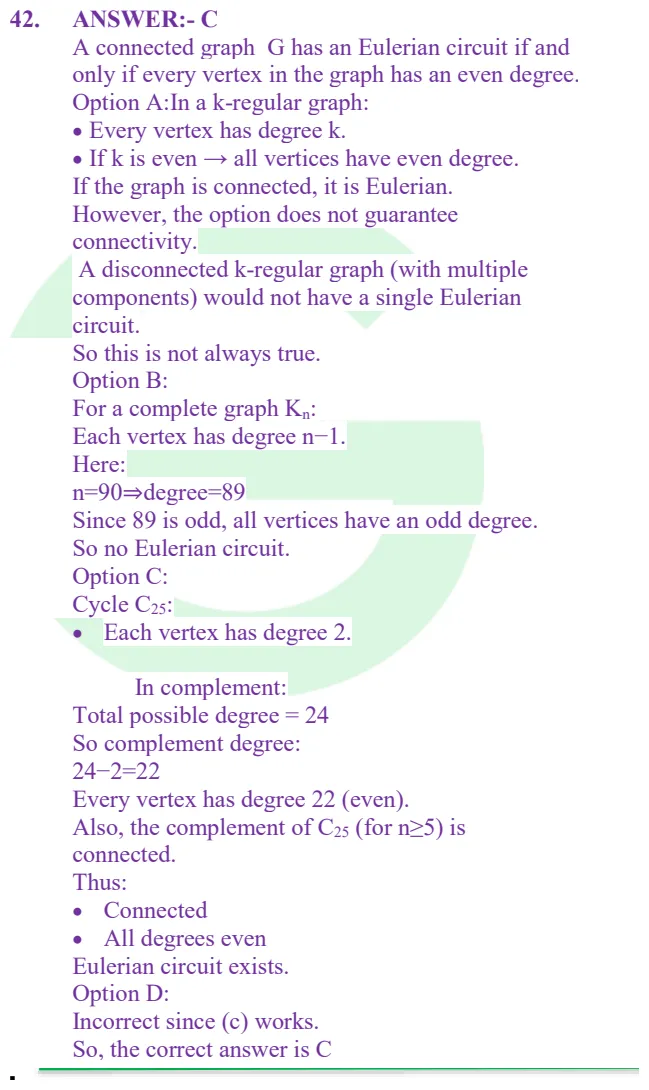 42. ANSWER:- C
A connected graph G has an Eulerian circuit if and
only if every vertex in the graph has an even degree.
Option A:In a k-regular graph:
• Every vertex has degree k.
• If k is even → all vertices have even degree.
If the graph is connected, it is Eulerian.
However, the option does not guarantee
connectivity.
A disconnected k-regular graph (with multiple
components) would not have a single Eulerian
circuit.
So this is not always true.
Option B:
For a complete graph Kₙ:
Each vertex has degree n−1.
Here:
n=90⇒degree=89
Since 89 is odd, all vertices have an odd degree.
So no Eulerian circuit.
Option C:
Cycle C₂₅:
• Each vertex has degree 2.
In complement:
Total possible degree = 24
So complement degree:
24−2=22
Every vertex has degree 22 (even).
Also, the complement of C₂₅ (for n≥5) is
connected.
Thus:
• Connected
• All degrees even
Eulerian circuit exists.
Option D:
Incorrect since (c) works.
So, the correct answer is C